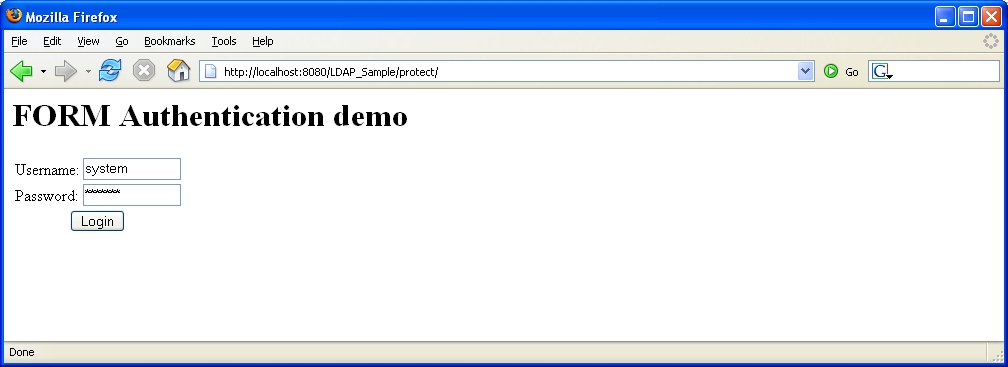 Mozilla Firefox
File Edit View Go Bookmarks Tools Help
http://localhost:8080/LDAP_Sample/protect/ Go G
FORM Authentication demo
Username: system
Password: *******
Login
Done